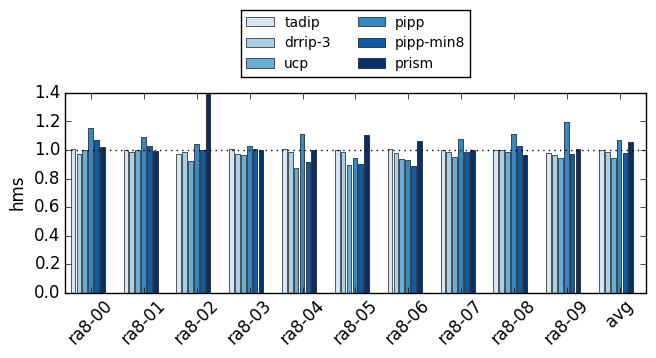 tadip
drrip-3
ucp
pipp
pipp-min8
prism
hms
1.4
1.2
1.0
0.8
0.6
0.4
0.2
0.0
ra8-00
ra8-01
ra8-02
ra8-03
ra8-04
ra8-05
ra8-06
ra8-07
ra8-08
ra8-09
avg